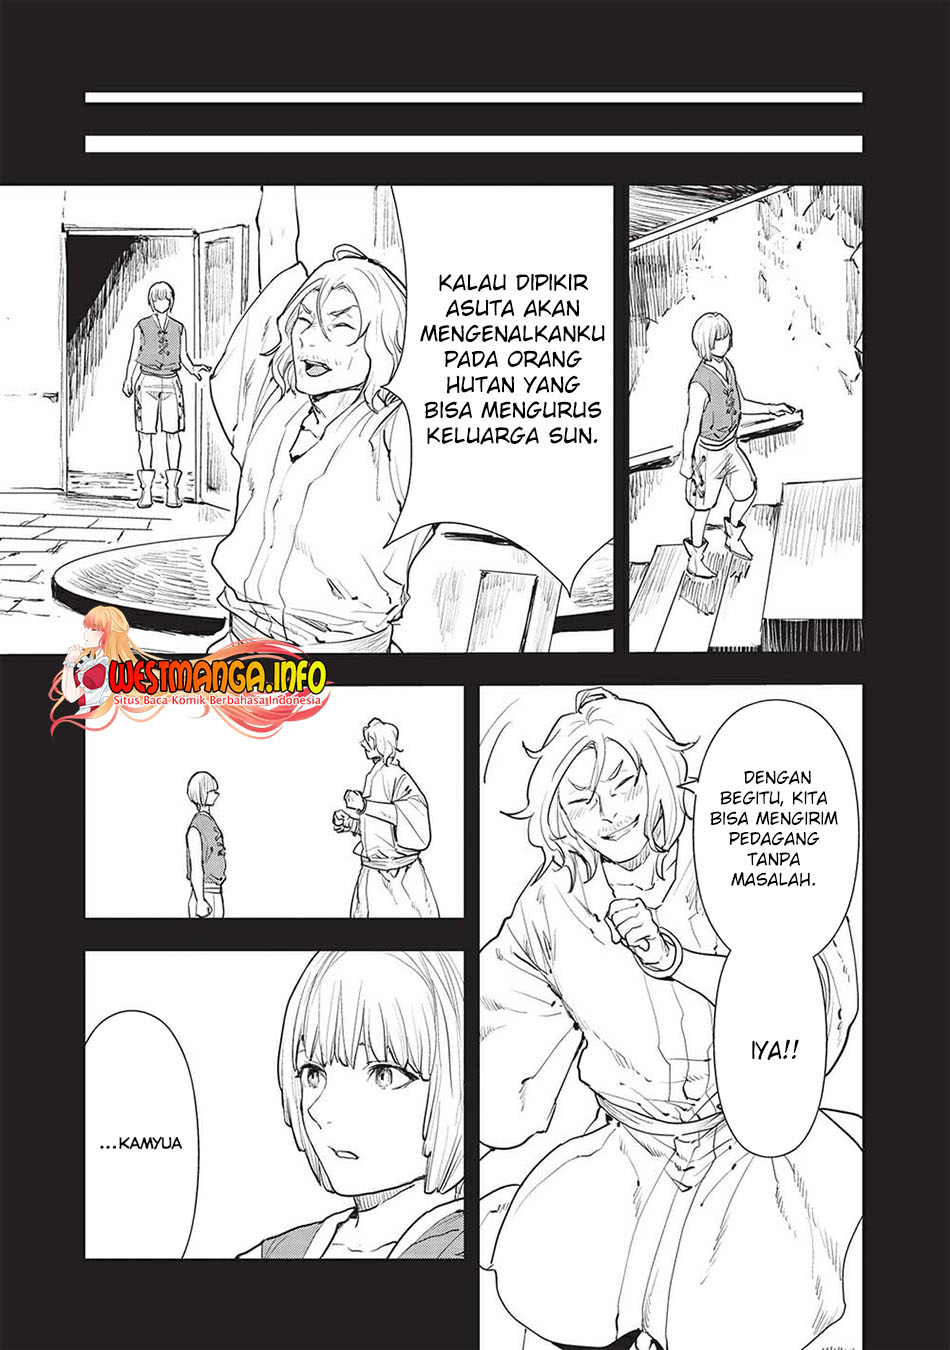 KALAU DIPIKIR
ASUTA AKAN
MENGENALKANKU
PADA ORANG
HUTAN YANG
BISA MENGURUS
KELUARGA SUN.
WESTMANGA.INFO
Situs Baca Komik Berbahasa Indonesia
DENGAN
BEGITU, KITA
BISA MENGIRIM
PEDAGANG
TANPA
MASALAH.
IYA!!
...KAMYUA